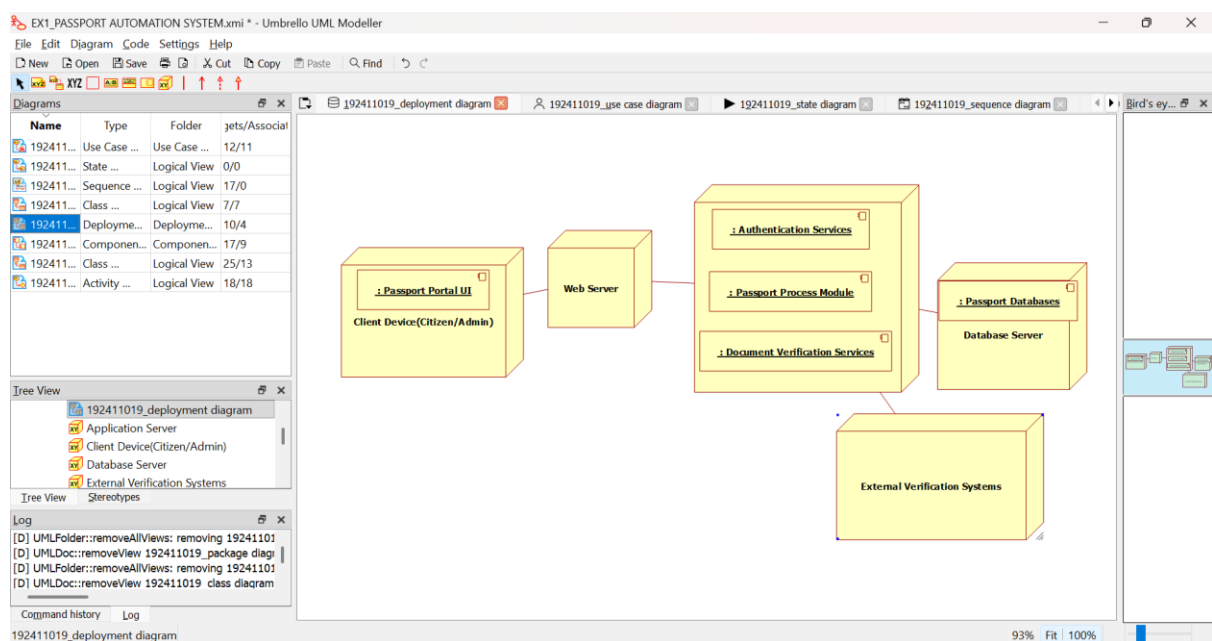 EX1_PASSPORT AUTOMATION SYSTEM.xmi * - Umbrello UML Modeller
File Edit Diagram Code Settings Help
New Open Save Cut Copy Paste Find
XYZ
Diagrams
Name Type Folder gets/Associat
192411... Use Case ... Use Case ... 12/11
192411... State ... Logical View 0/0
192411... Sequence ... Logical View 17/0
192411... Class ... Logical View 7/7
192411... Deployme... Deployme... 10/4
192411... Componen... Componen... 17/9
192411... Class ... Logical View 25/13
192411... Activity ... Logical View 18/18
Tree View
192411019_deployment diagram
Application Server
Client Device(Citizen/Admin)
Database Server
External Verification Systems
Tree View Stereotypes
Log
[D] UMLFolder::removeAllViews: removing 19241101
[D] UMLDoc::removeView 192411019_package diagr
[D] UMLFolder::removeAllViews: removing 19241101
[D] UMLDoc::removeView 192411019_class diagram
Command history Log
192411019_deployment diagram
192411019_deployment diagram 192411019_use case diagram 192411019_state diagram 192411019_sequence diagram
: Passport Portal UI
Client Device(Citizen/Admin)
Web Server
: Authentication Services
: Passport Process Module
: Document Verification Services
: Passport Databases
Database Server
External Verification Systems
Bird's ey...
93% Fit 100%